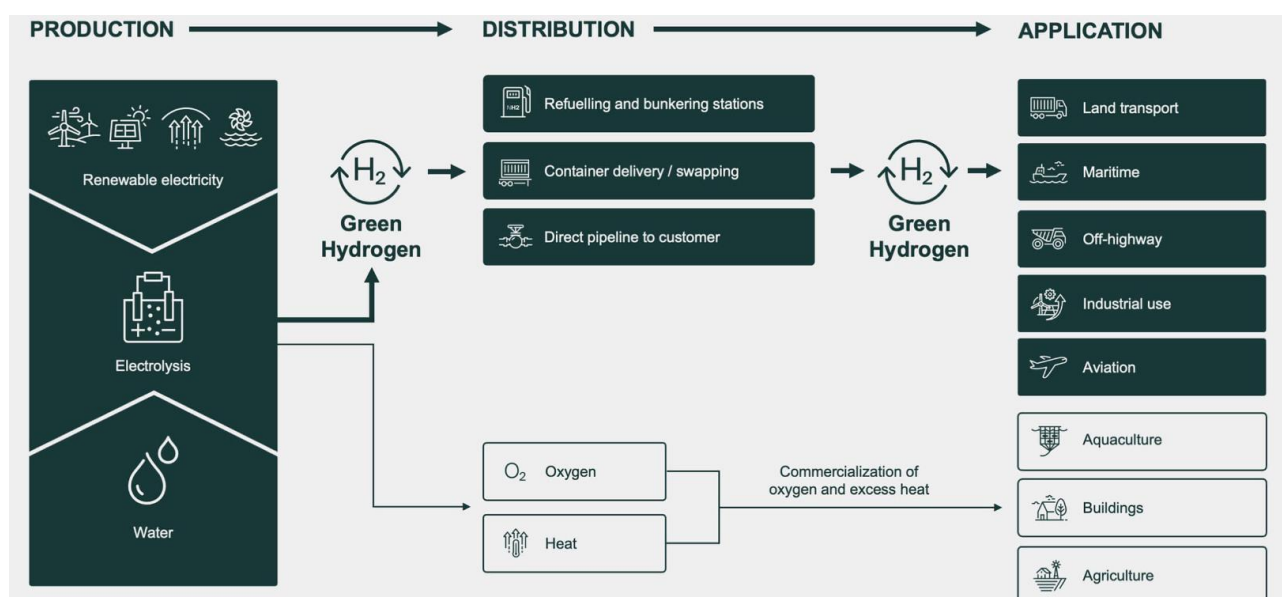 PRODUCTION
DISTRIBUTION
APPLICATION
Renewable electricity
Electrolysis
Water
H2
Green
Hydrogen
Refuelling and bunkering stations
Container delivery / swapping
Direct pipeline to customer
H2
Green
Hydrogen
Land transport
Maritime
Off-highway
Industrial use
Aviation
O2 Oxygen
Heat
Commercialization of
oxygen and excess heat
Aquaculture
Buildings
Agriculture